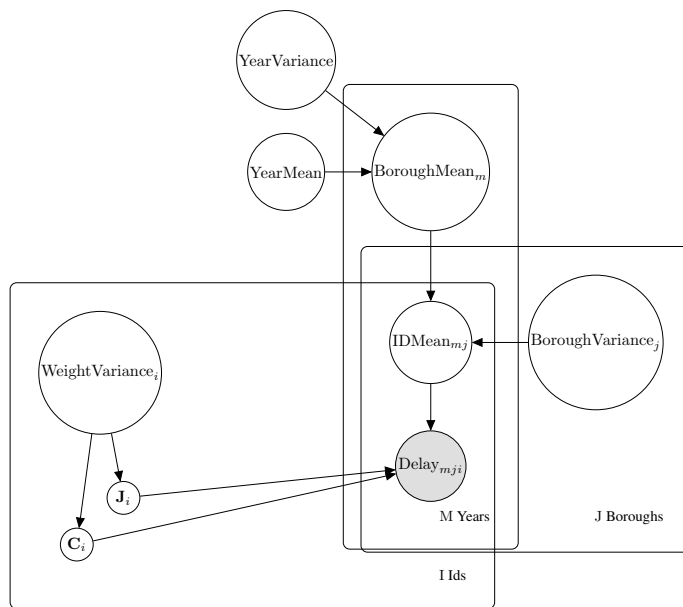 YearVariance
YearMean
BoroughMean_m
IDMean_mj
BoroughVariance_j
WeightVariance_i
Delay_mji
J_i
C_i
M Years
J Boroughs
I Ids